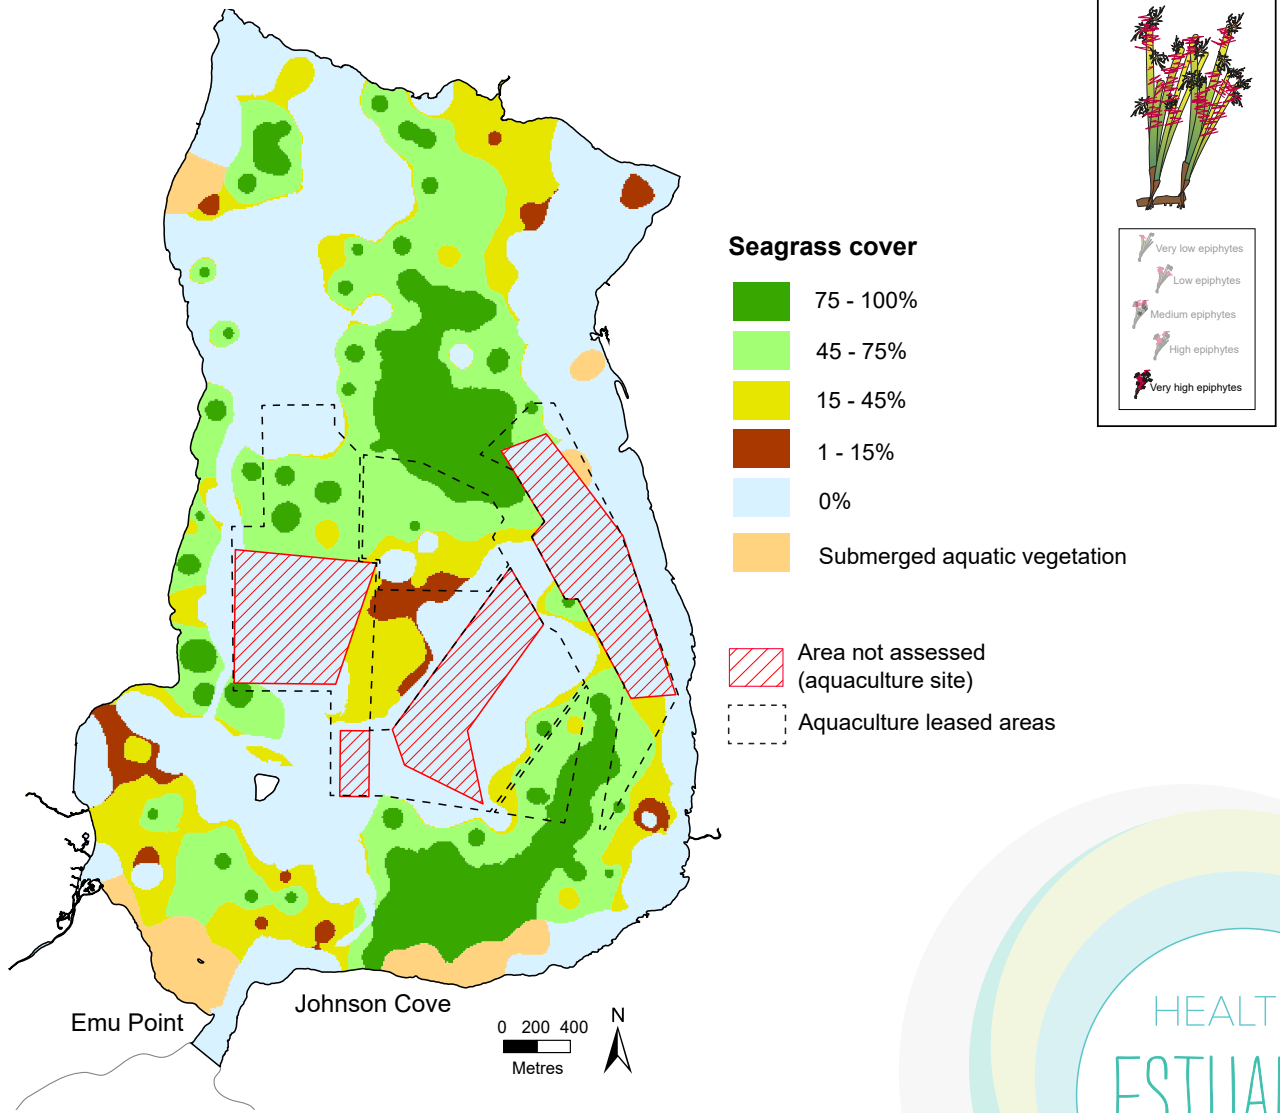 Seagrass cover
75 - 100%
45 - 75%
15 - 45%
1 - 15%
0%
Submerged aquatic vegetation
Area not assessed
(aquaculture site)
Aquaculture leased areas
Very low epiphytes
Low epiphytes
Medium epiphytes
High epiphytes
Very high epiphytes
Johnson Cove
Emu Point
0 200 400
Metres
N
HEALT
ESTUAR